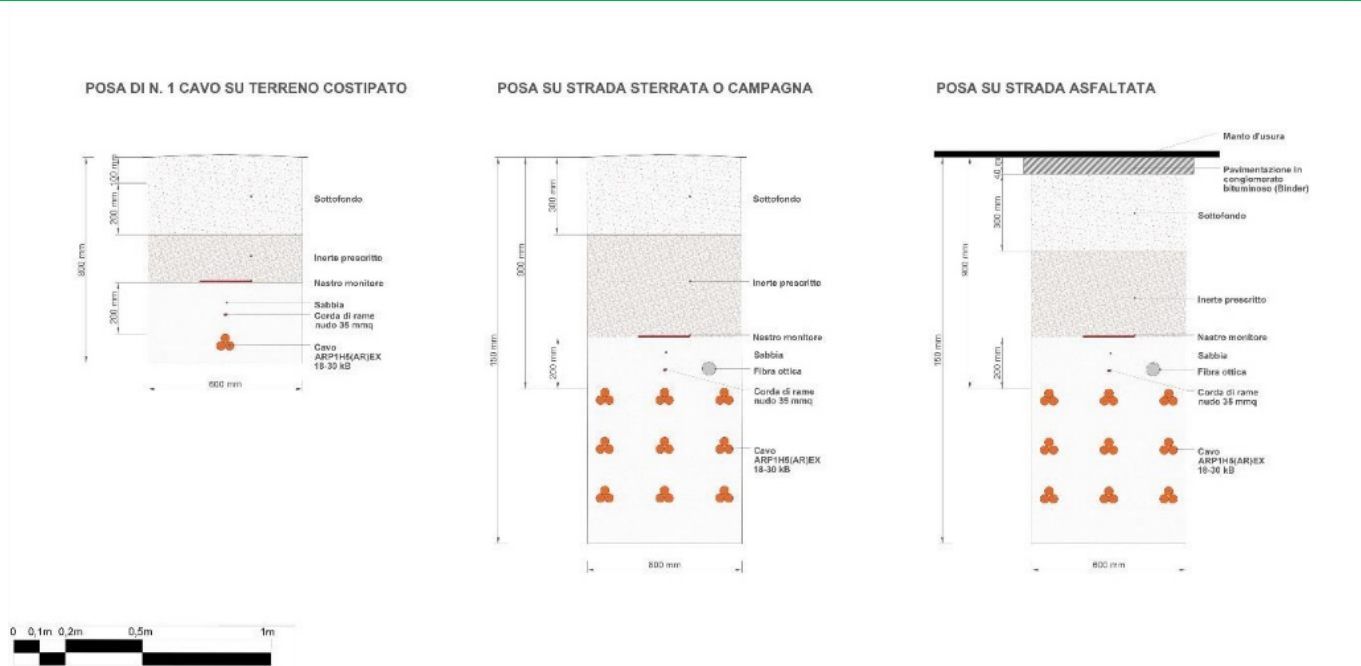 POSA DI N. 1 CAVO SU TERRENO COSTIPATO
100 mm
200 mm
800 mm
200 mm
Sottofondo
Inerte prescritto
Nastro monitore
Sabbia
Corda di rame
nudo 35 mmq
Cavo
ARP1H5(AR)EX
18-30 kB
600 mm
POSA SU STRADA STERRATA O CAMPAGNA
300 mm
900 mm
150 mm
200 mm
Sottofondo
Inerte prescritto
Nastro monitore
Sabbia
Fibra ottica
Corda di rame
nudo 35 mmq
Cavo
ARP1H5(AR)EX
18-30 kB
600 mm
POSA SU STRADA ASFALTATA
Manto d'usura
Pavimentazione in
conglomerato
bituminoso (Binder)
300 mm
900 mm
150 mm
200 mm
Sottofondo
Inerte prescritto
Nastro monitore
Sabbia
Fibra ottica
Corda di rame
nudo 35 mmq
Cavo
ARP1H5(AR)EX
18-30 kB
600 mm
0 0,1m 0,2m 0,5m 1m